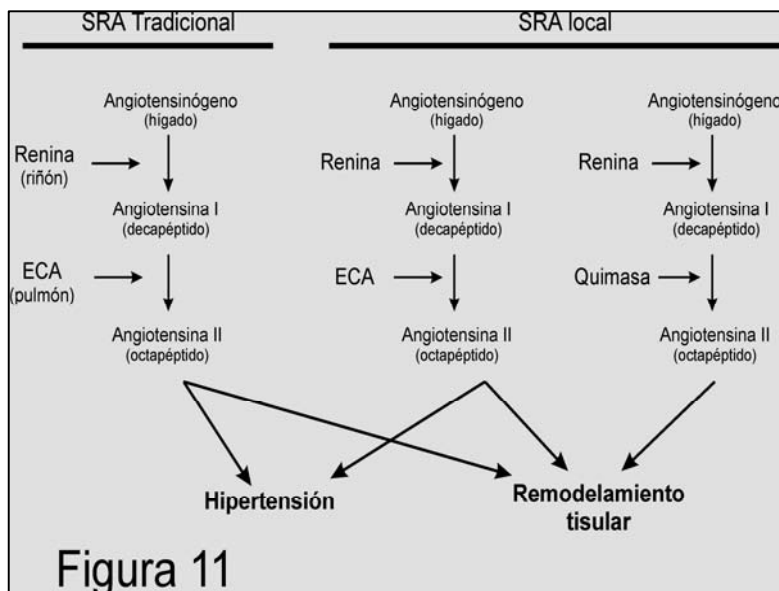 SRA Tradicional
SRA local
Angiotensinógeno
(hígado)
Renina
(riñón)
Angiotensina I
(decapéptido)
ECA
(pulmón)
Angiotensina II
(octapéptido)
Angiotensinógeno
(hígado)
Renina
Angiotensina I
(decapéptido)
ECA
Angiotensina II
(octapéptido)
Angiotensinógeno
(hígado)
Renina
Angiotensina I
(decapéptido)
Quimasa
Angiotensina II
(octapéptido)
Hipertensión
Remodelamiento
tisular
Figura 11